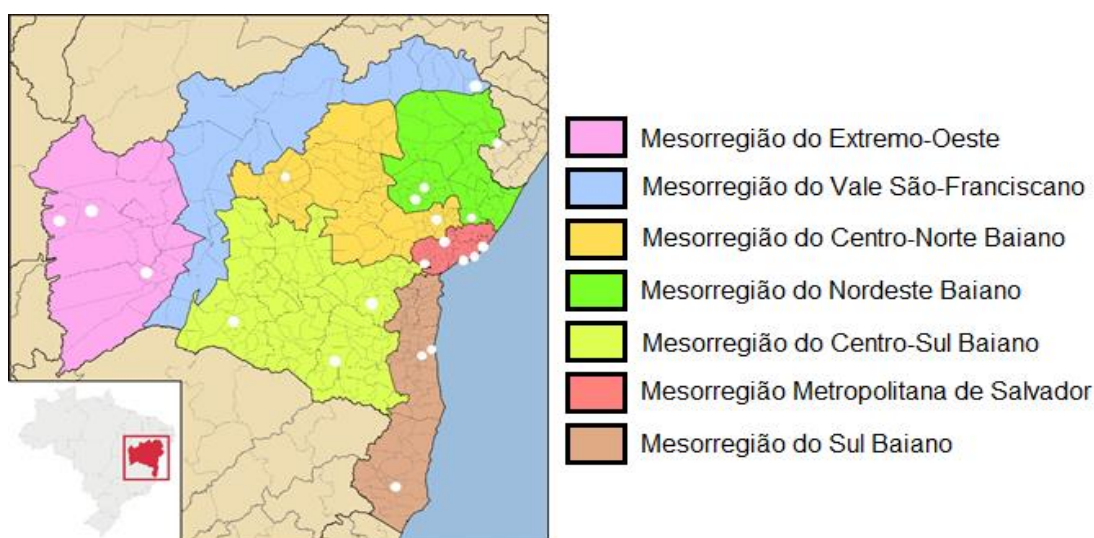 Mesorregião do Extremo-Oeste
Mesorregião do Vale São-Franciscano
Mesorregião do Centro-Norte Baiano
Mesorregião do Nordeste Baiano
Mesorregião do Centro-Sul Baiano
Mesorregião Metropolitana de Salvador
Mesorregião do Sul Baiano